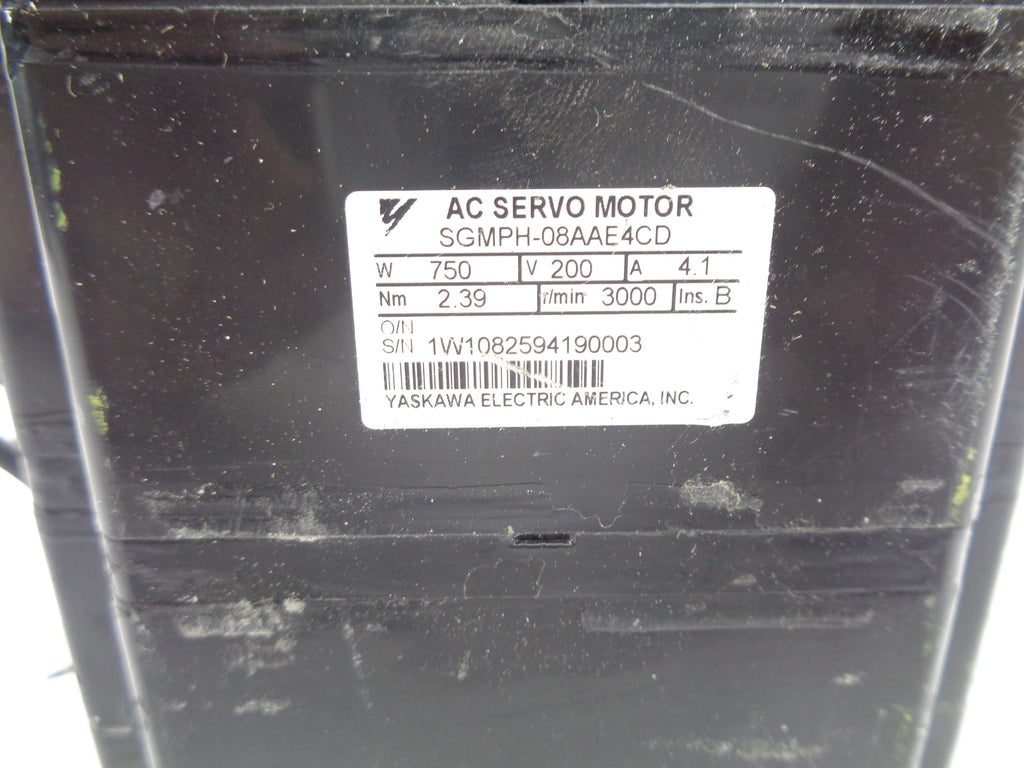 AC SERVO MOTOR
SGMPH-08AAE4CD
W 750 V 200 A 4.1
Nm 2.39 r/min 3000 Ins. B
O/N
S/N 1W1082594190003
YASKAWA ELECTRIC AMERICA, INC.